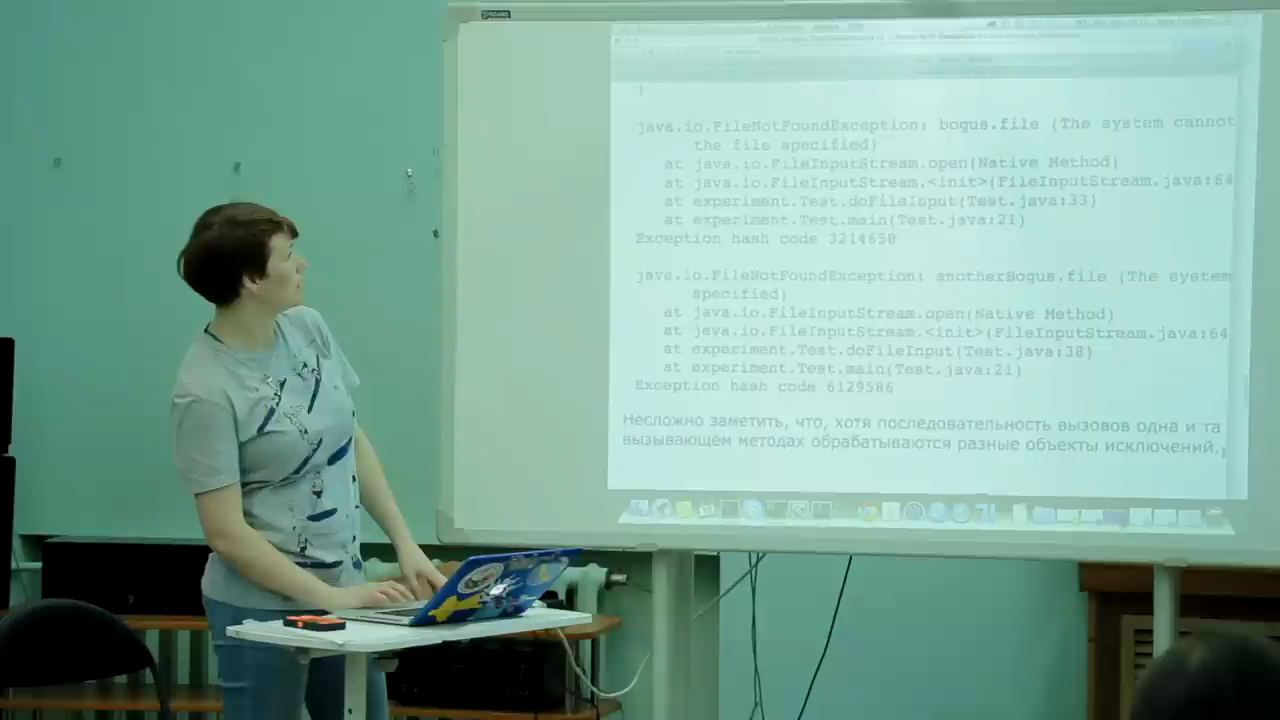 java.io.FileNotFoundException: bogus.file (The system cannot
the file specified)
at java.io.FileInputStream.open(Native Method)
at java.io.FileInputStream.<init>(FileInputStream.java:64
at experiment.Test.doFileInput(Test.java:33)
at experiment.Test.main(Test.java:21)
Exception hash code 3214658
java.io.FileNotFoundException: anotherBogus.file (The system
specified)
at java.io.FileInputStream.open(Native Method)
at java.io.FileInputStream.<init>(FileInputStream.java:64
at experiment.Test.doFileInput(Test.java:38)
at experiment.Test.main(Test.java:21)
Exception hash code 6129586
Несложно заметить, что, хотя последовательность вызовов одна и та
вызывающем методах обрабатываются разные объекты исключений.